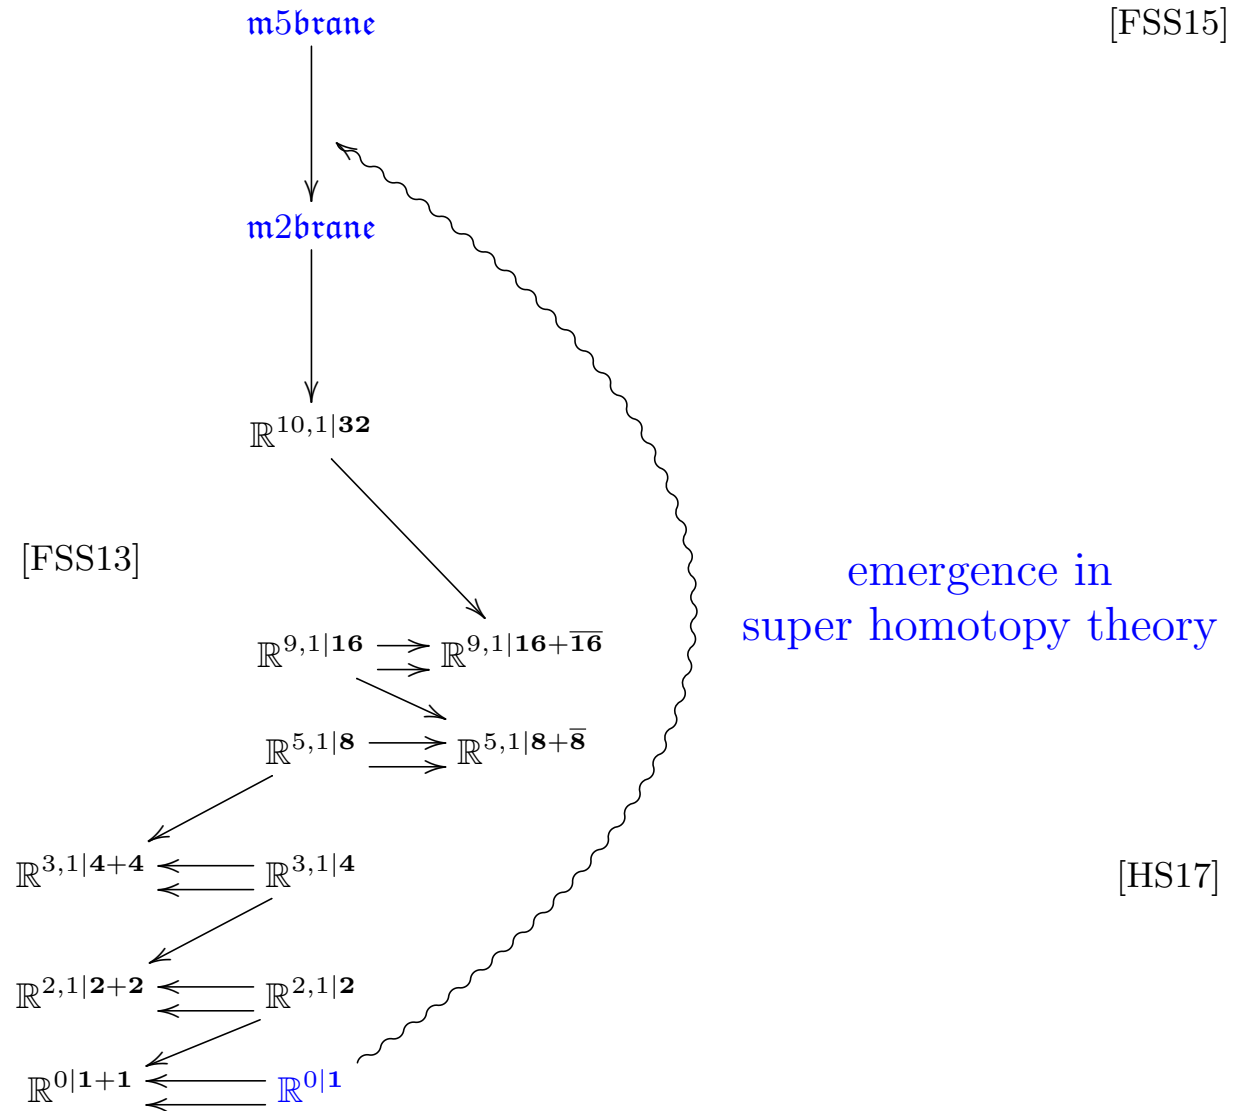 𝔪5𝔟𝔯𝔞𝔫𝔢 [FSS15]
𝔪2𝔟𝔯𝔞𝔫𝔢
ℝ^{10,1|𝟑𝟐}
[FSS13]
emergence in
super homotopy theory
ℝ^{9,1|𝟏𝟔} ℝ^{9,1|𝟏𝟔+\overline{𝟏𝟔}}
ℝ^{5,1|𝟖} ℝ^{5,1|𝟖+\overline{𝟖}}
ℝ^{3,1|𝟒+𝟒} ℝ^{3,1|𝟒} [HS17]
ℝ^{2,1|𝟐+𝟐} ℝ^{2,1|𝟐}
ℝ^{0|𝟏+𝟏} ℝ^{0|𝟏}